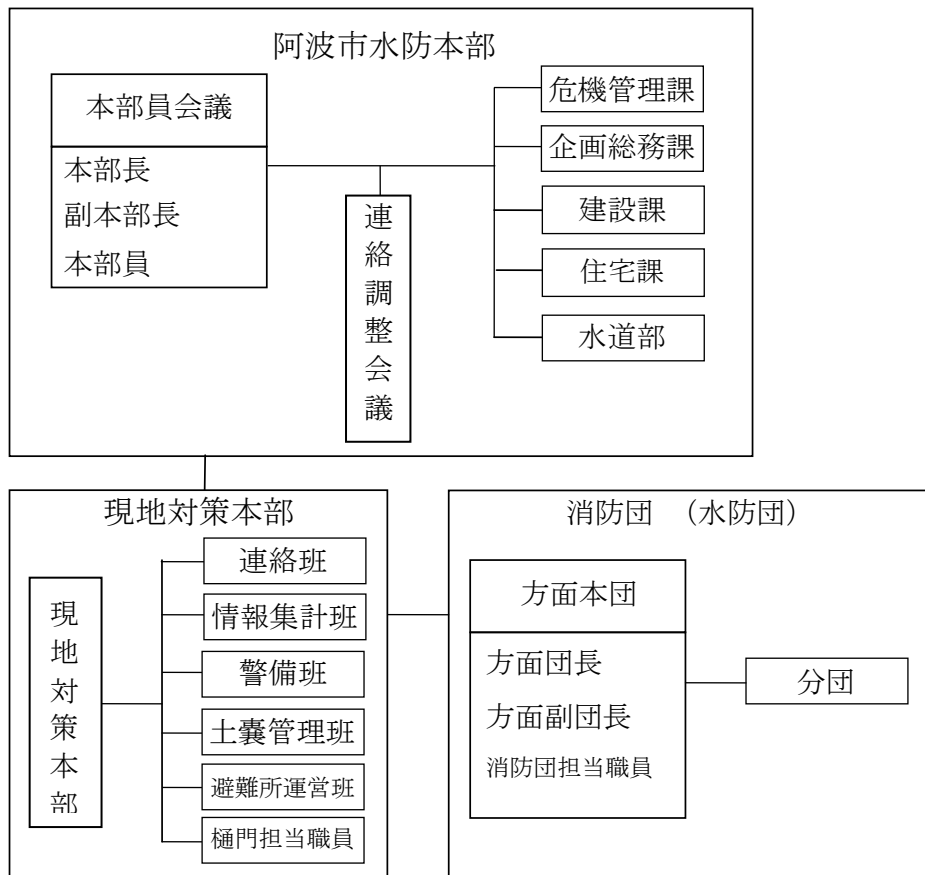 阿波市水防本部
本部員会議
本部長
副本部長
本部員
連絡調整会議
危機管理課
企画総務課
建設課
住宅課
水道部
現地対策本部
現地対策本部
連絡班
情報集計班
警備班
土嚢管理班
避難所運営班
樋門担当職員
消防団 （水防団）
方面本団
方面団長
方面副団長
消防団担当職員
分団